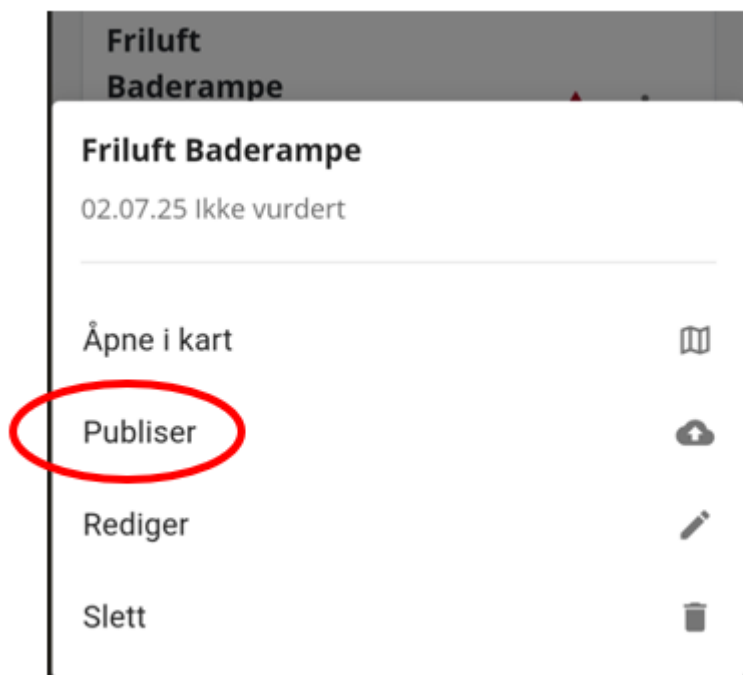 Friluft
Baderampe
Friluft Baderampe
02.07.25 Ikke vurdert
Åpne i kart
Publiser
Rediger
Slett